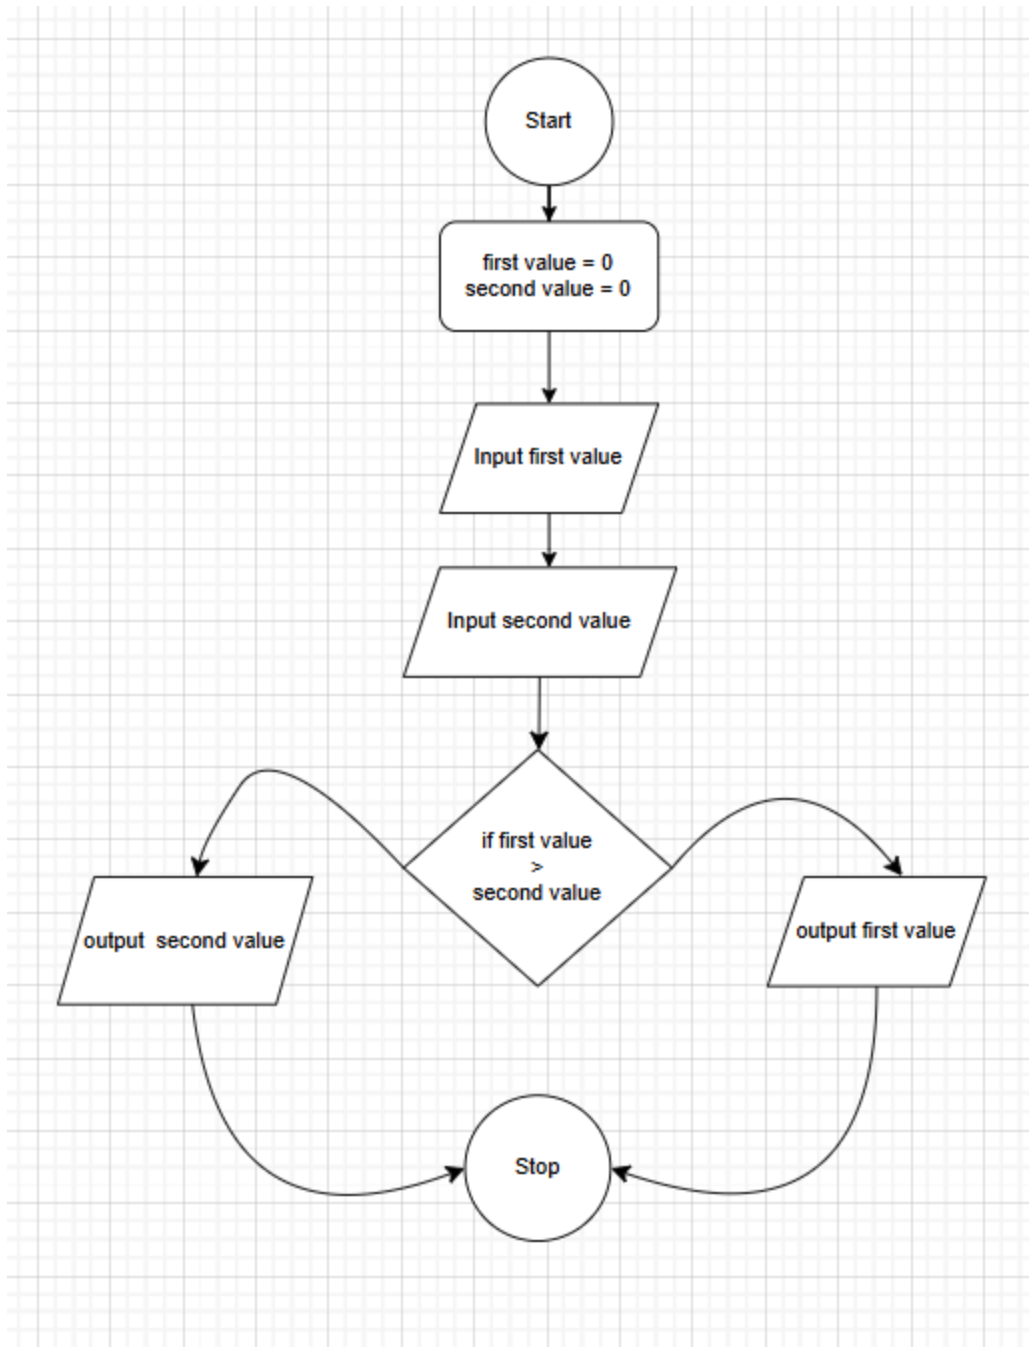 Start
first value = 0
second value = 0
Input first value
Input second value
if first value
>
second value
output  second value
output first value
Stop